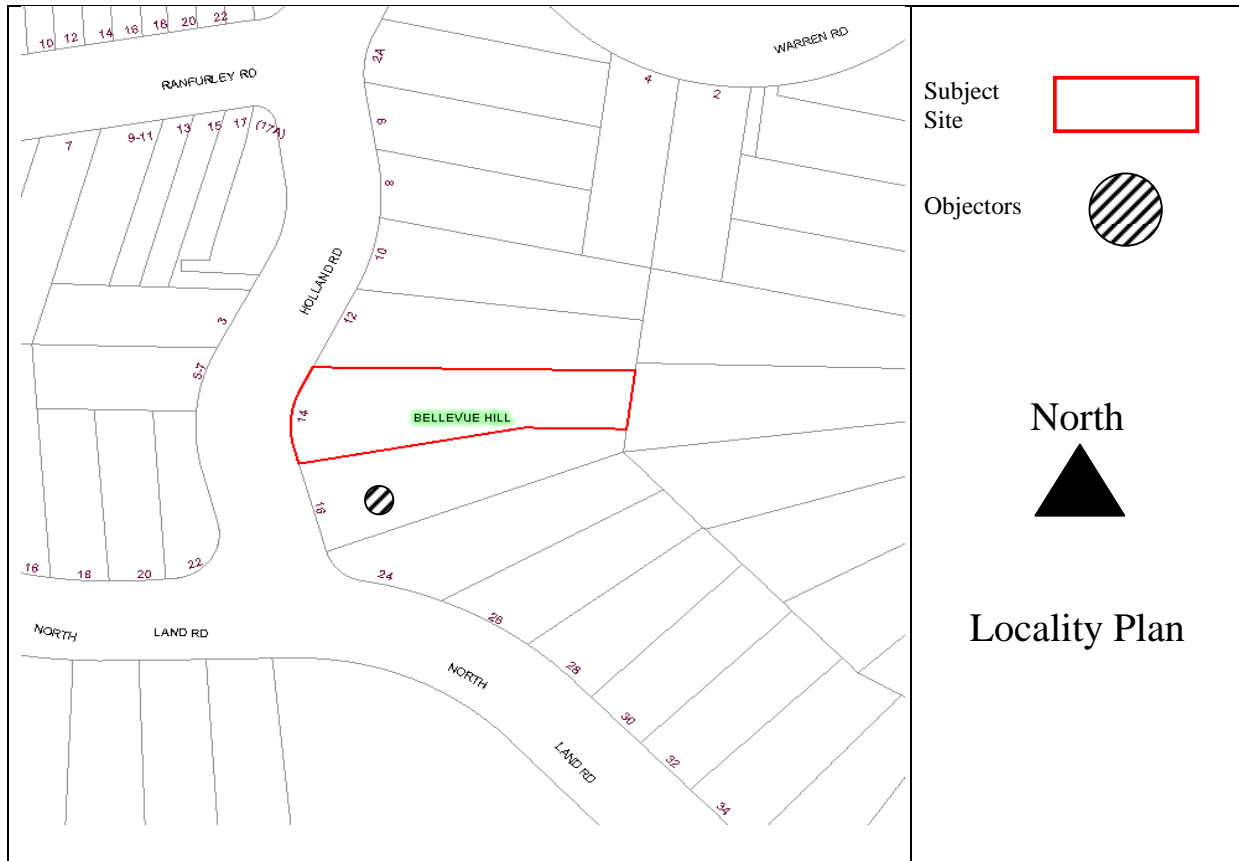 10 12 14 16 18 20 22
RANFURLEY RD
WARREN RD
2A
4
2
6
7
9-11
13
15
17
(17A)
8
10
HOLLAND RD
3
12
5-7
14
BELLEVUE HILL
16
16 18 20 22
24
NORTH LAND RD
26
NORTH
28
30
LAND RD
32
34
Subject
Site
Objectors
North
Locality Plan